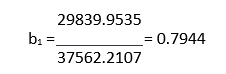 29839.9535
b₁ = = 0.7944
37562.2107